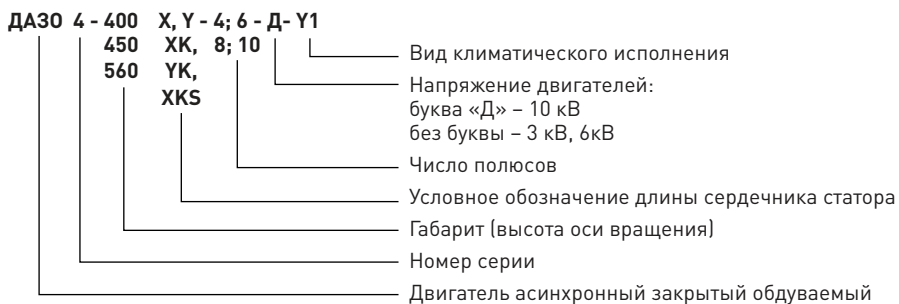 ДАЗО 4 - 400 X, Y - 4; 6 - Д- Y1
450 XK, 8; 10
560 YK,
XKS
Вид климатического исполнения
Напряжение двигателей:
буква «Д» – 10 кВ
без буквы – 3 кВ, 6кВ
Число полюсов
Условное обозначение длины сердечника статора
Габарит (высота оси вращения)
Номер серии
Двигатель асинхронный закрытый обдуваемый